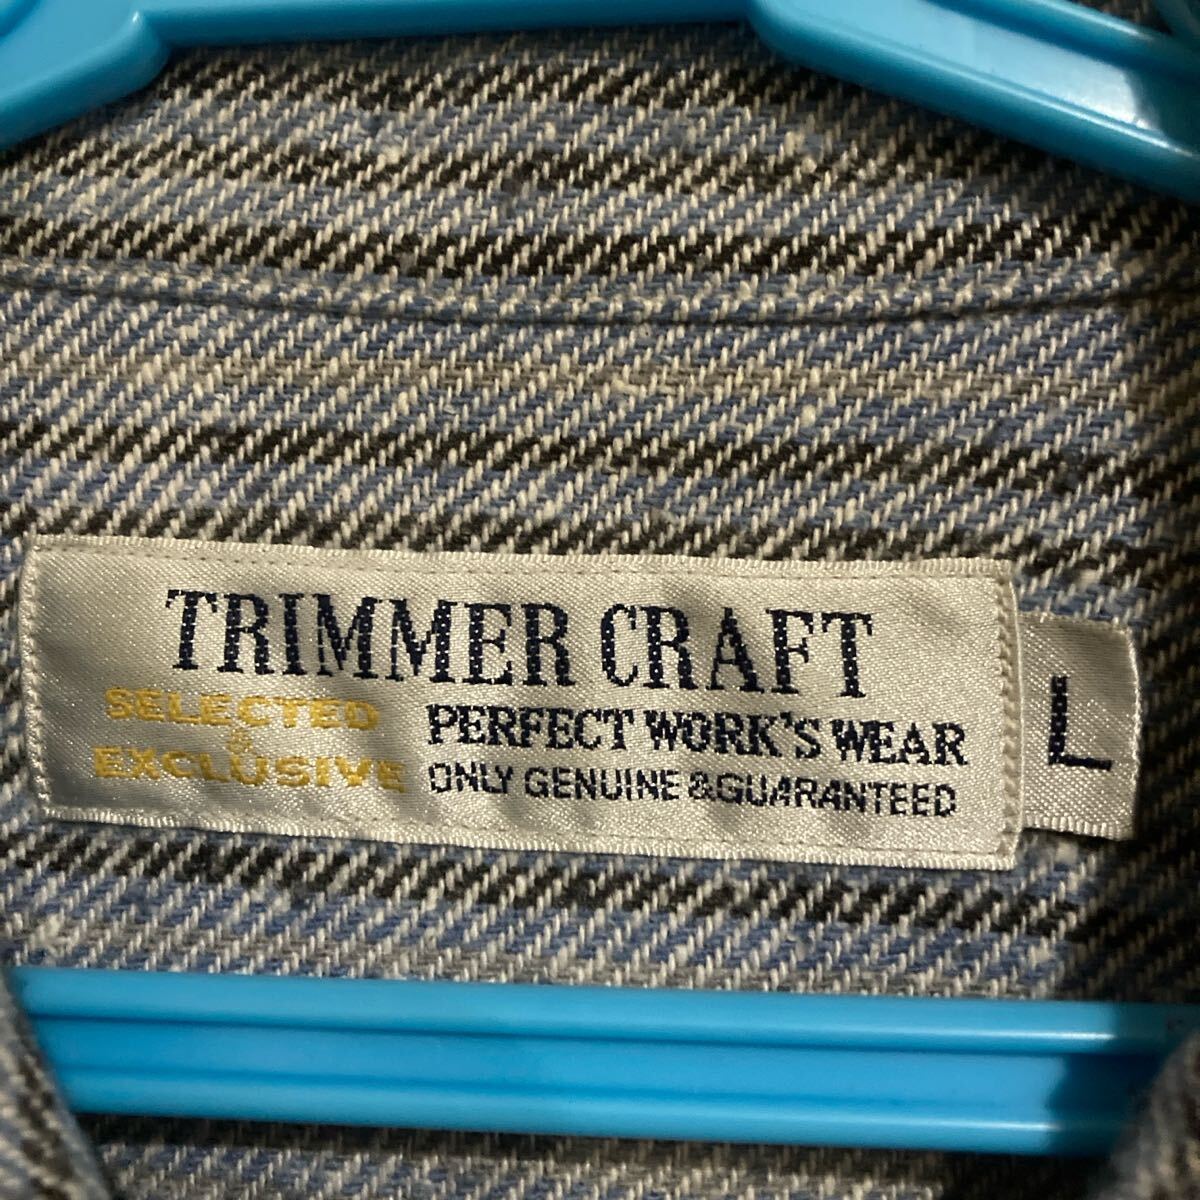 TRIMMER CRAFT
SELECTED
&
EXCLUSIVE
PERFECT WORK'S WEAR
ONLY GENUINE &GUARANTEED
L